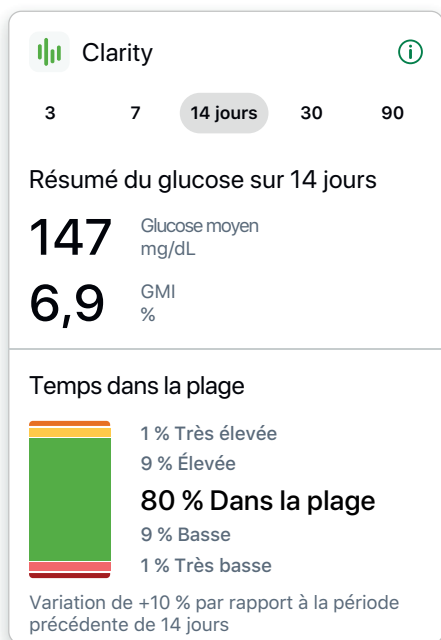 Clarity
3 7 14 jours 30 90
Résumé du glucose sur 14 jours
147 Glucose moyen
mg/dL
6,9 GMI
%
Temps dans la plage
1 % Très élevée
9 % Élevée
80 % Dans la plage
9 % Basse
1 % Très basse
Variation de +10 % par rapport à la période
précédente de 14 jours